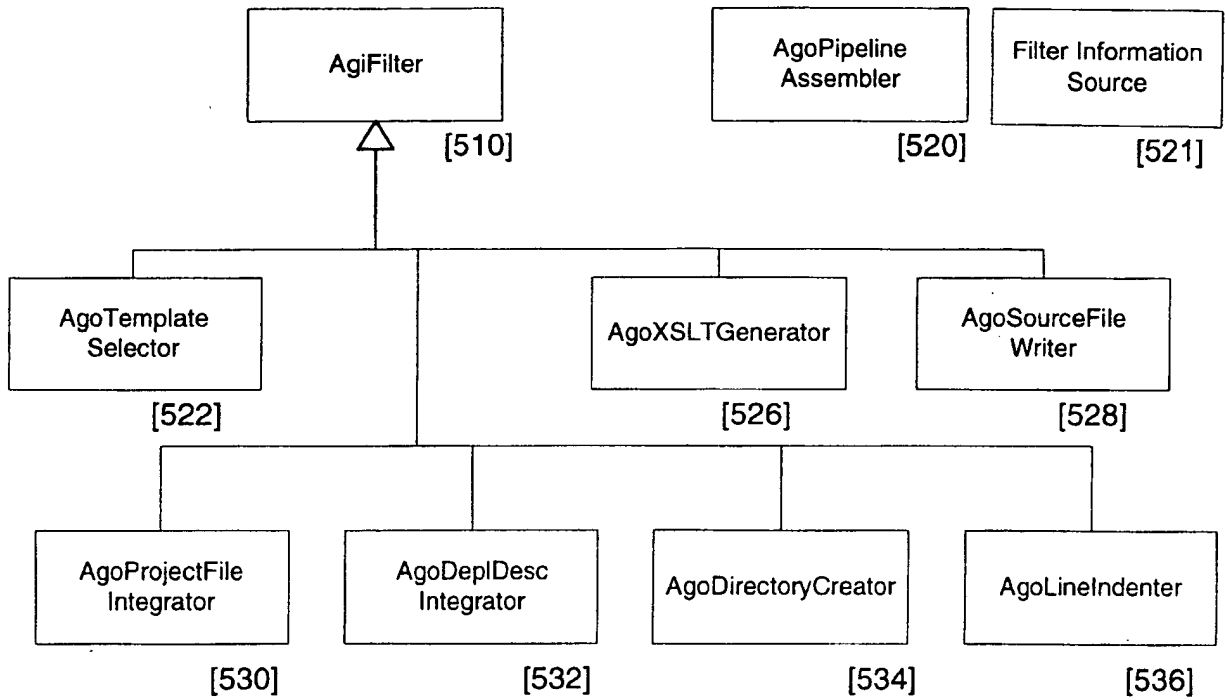 AgiFilter
[510]
AgoPipeline
Assembler
[520]
Filter Information
Source
[521]
AgoTemplate
Selector
[522]
AgoXSLTGenerator
[526]
AgoSourceFile
Writer
[528]
AgoProjectFile
Integrator
[530]
AgoDeplDesc
Integrator
[532]
AgoDirectoryCreator
[534]
AgoLineIndenter
[536]